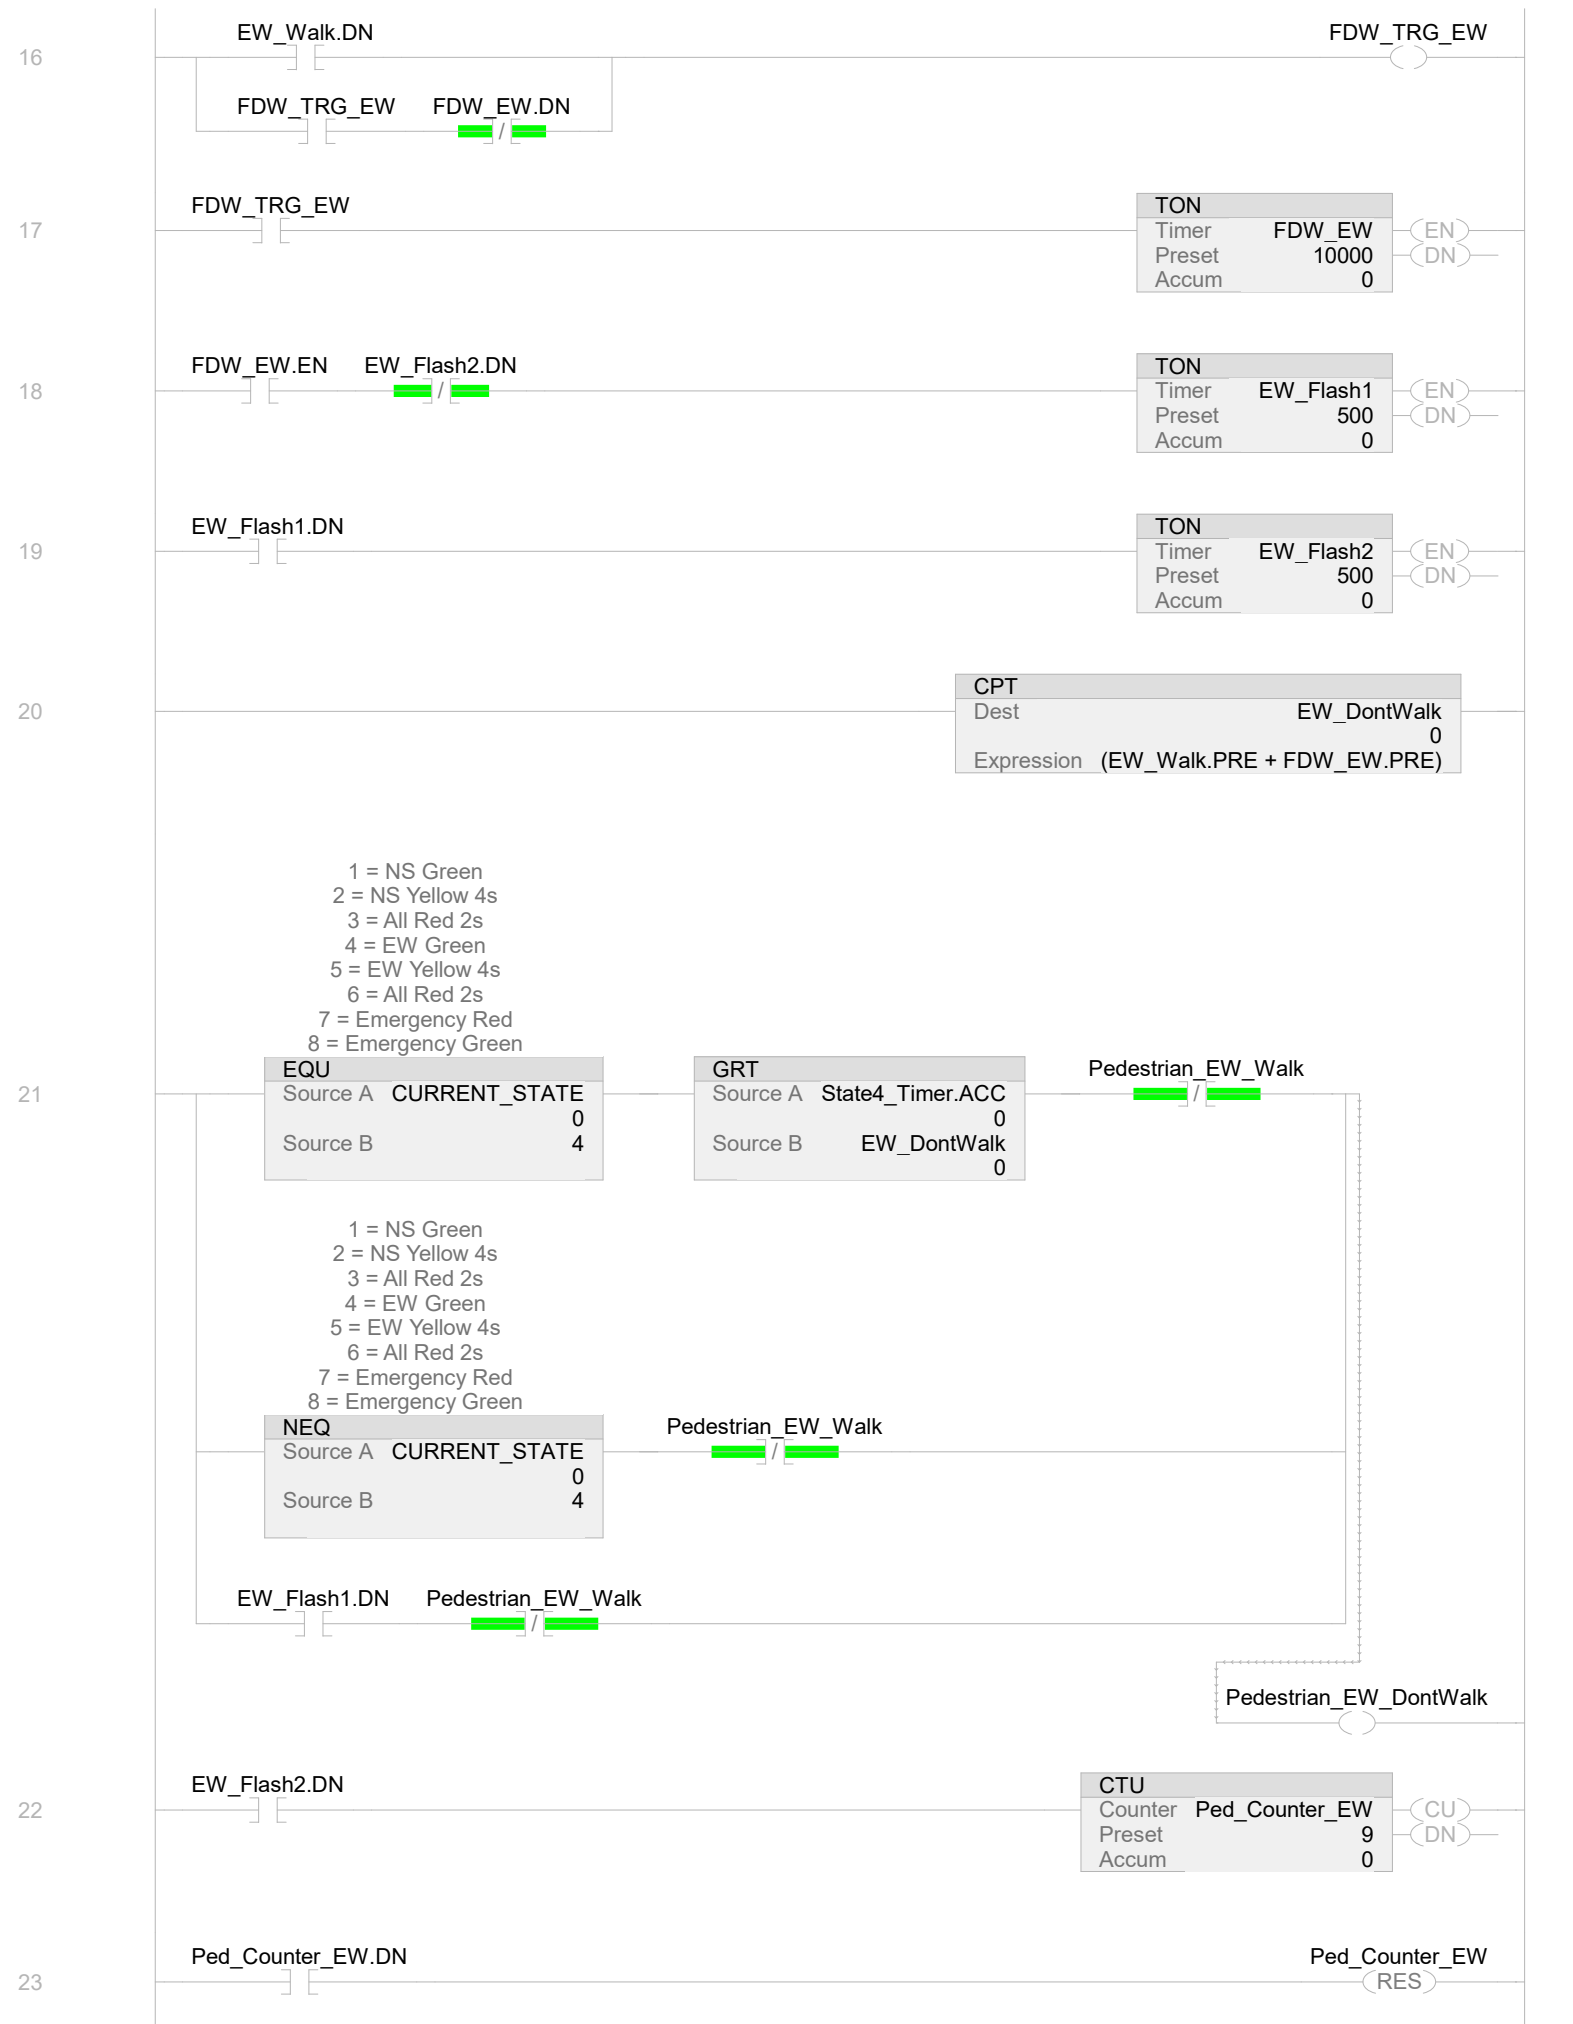 16
EW_Walk.DN
FDW_TRG_EW
FDW_TRG_EW FDW_EW.DN
/
17
FDW_TRG_EW
TON
Timer FDW_EW
Preset 10000
Accum 0
EN
DN
18
FDW_EW.EN EW_Flash2.DN
/
TON
Timer EW_Flash1
Preset 500
Accum 0
EN
DN
19
EW_Flash1.DN
TON
Timer EW_Flash2
Preset 500
Accum 0
EN
DN
20
CPT
Dest EW_DontWalk
0
Expression (EW_Walk.PRE + FDW_EW.PRE)
1 = NS Green
2 = NS Yellow 4s
3 = All Red 2s
4 = EW Green
5 = EW Yellow 4s
6 = All Red 2s
7 = Emergency Red
8 = Emergency Green
21
EQU
Source A CURRENT_STATE
0
Source B 4
GRT
Source A State4_Timer.ACC
0
Source B EW_DontWalk
0
Pedestrian_EW_Walk
/
1 = NS Green
2 = NS Yellow 4s
3 = All Red 2s
4 = EW Green
5 = EW Yellow 4s
6 = All Red 2s
7 = Emergency Red
8 = Emergency Green
NEQ
Source A CURRENT_STATE
0
Source B 4
Pedestrian_EW_Walk
/
EW_Flash1.DN Pedestrian_EW_Walk
/
Pedestrian_EW_DontWalk
22
EW_Flash2.DN
CTU
Counter Ped_Counter_EW
Preset 9
Accum 0
CU
DN
23
Ped_Counter_EW.DN
Ped_Counter_EW
RES